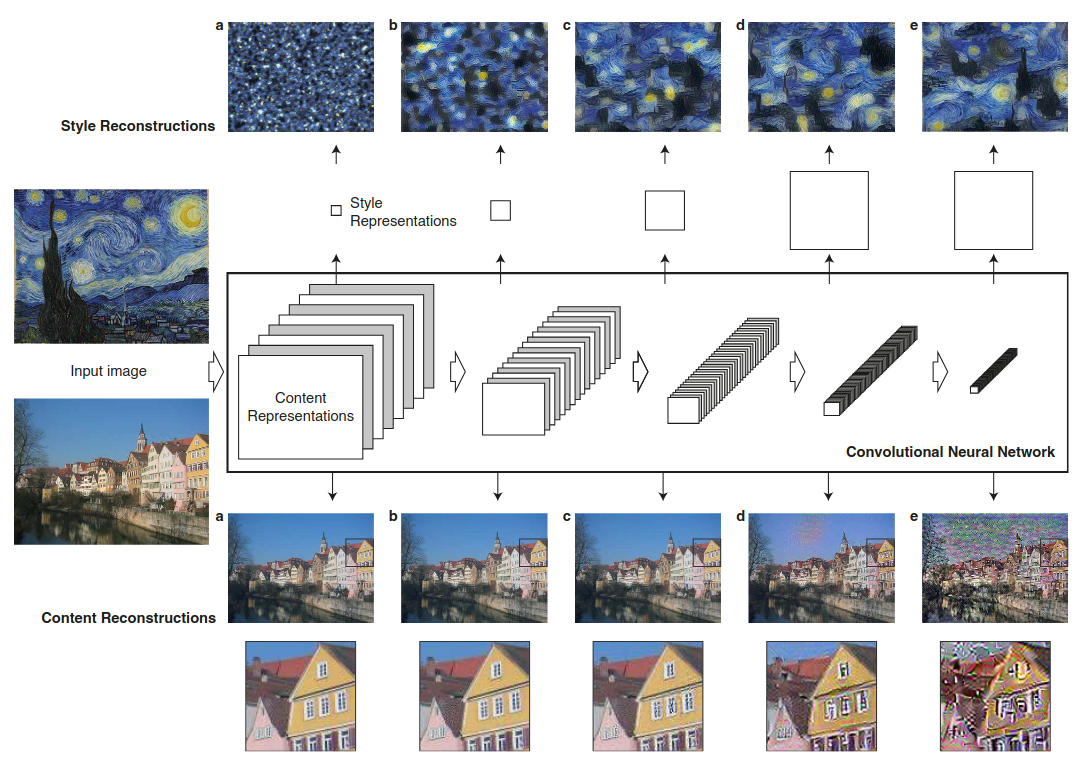 a
b
c
d
e
Style Reconstructions
Style
Representations
Input image
Content
Representations
Convolutional Neural Network
a
b
c
d
e
Content Reconstructions